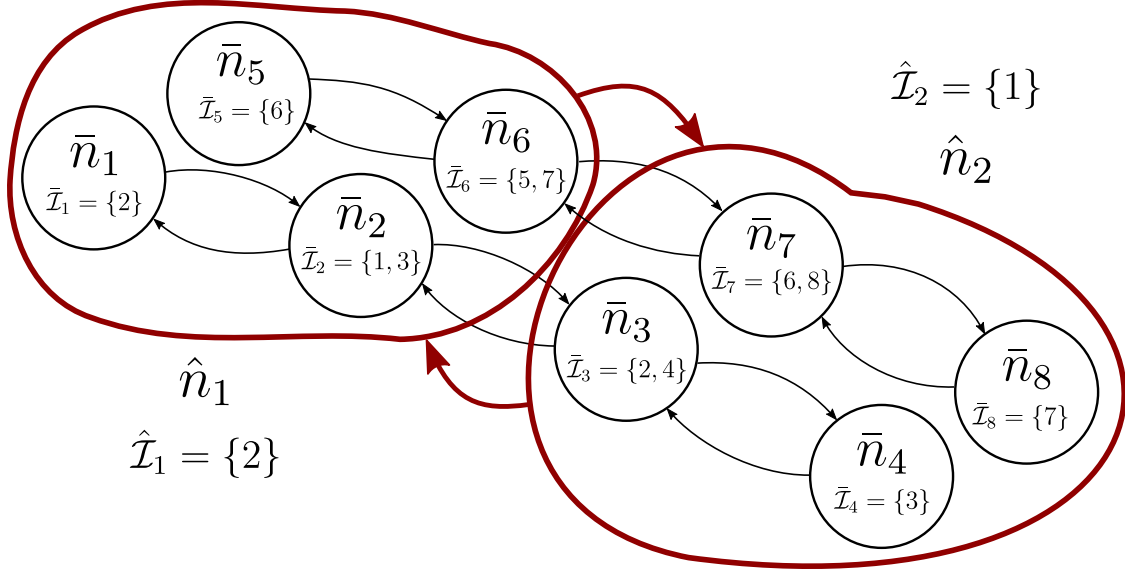 n̄₅
Ī₅ = {6}
n̄₁
Ī₁ = {2}
n̄₆
Ī₆ = {5, 7}
n̄₂
Ī₂ = {1, 3}
Î₂ = {1}
n̂₂
n̄₇
Ī₇ = {6, 8}
n̄₃
Ī₃ = {2, 4}
n̄₈
Ī₈ = {7}
n̄₄
Ī₄ = {3}
n̂₁
Î₁ = {2}